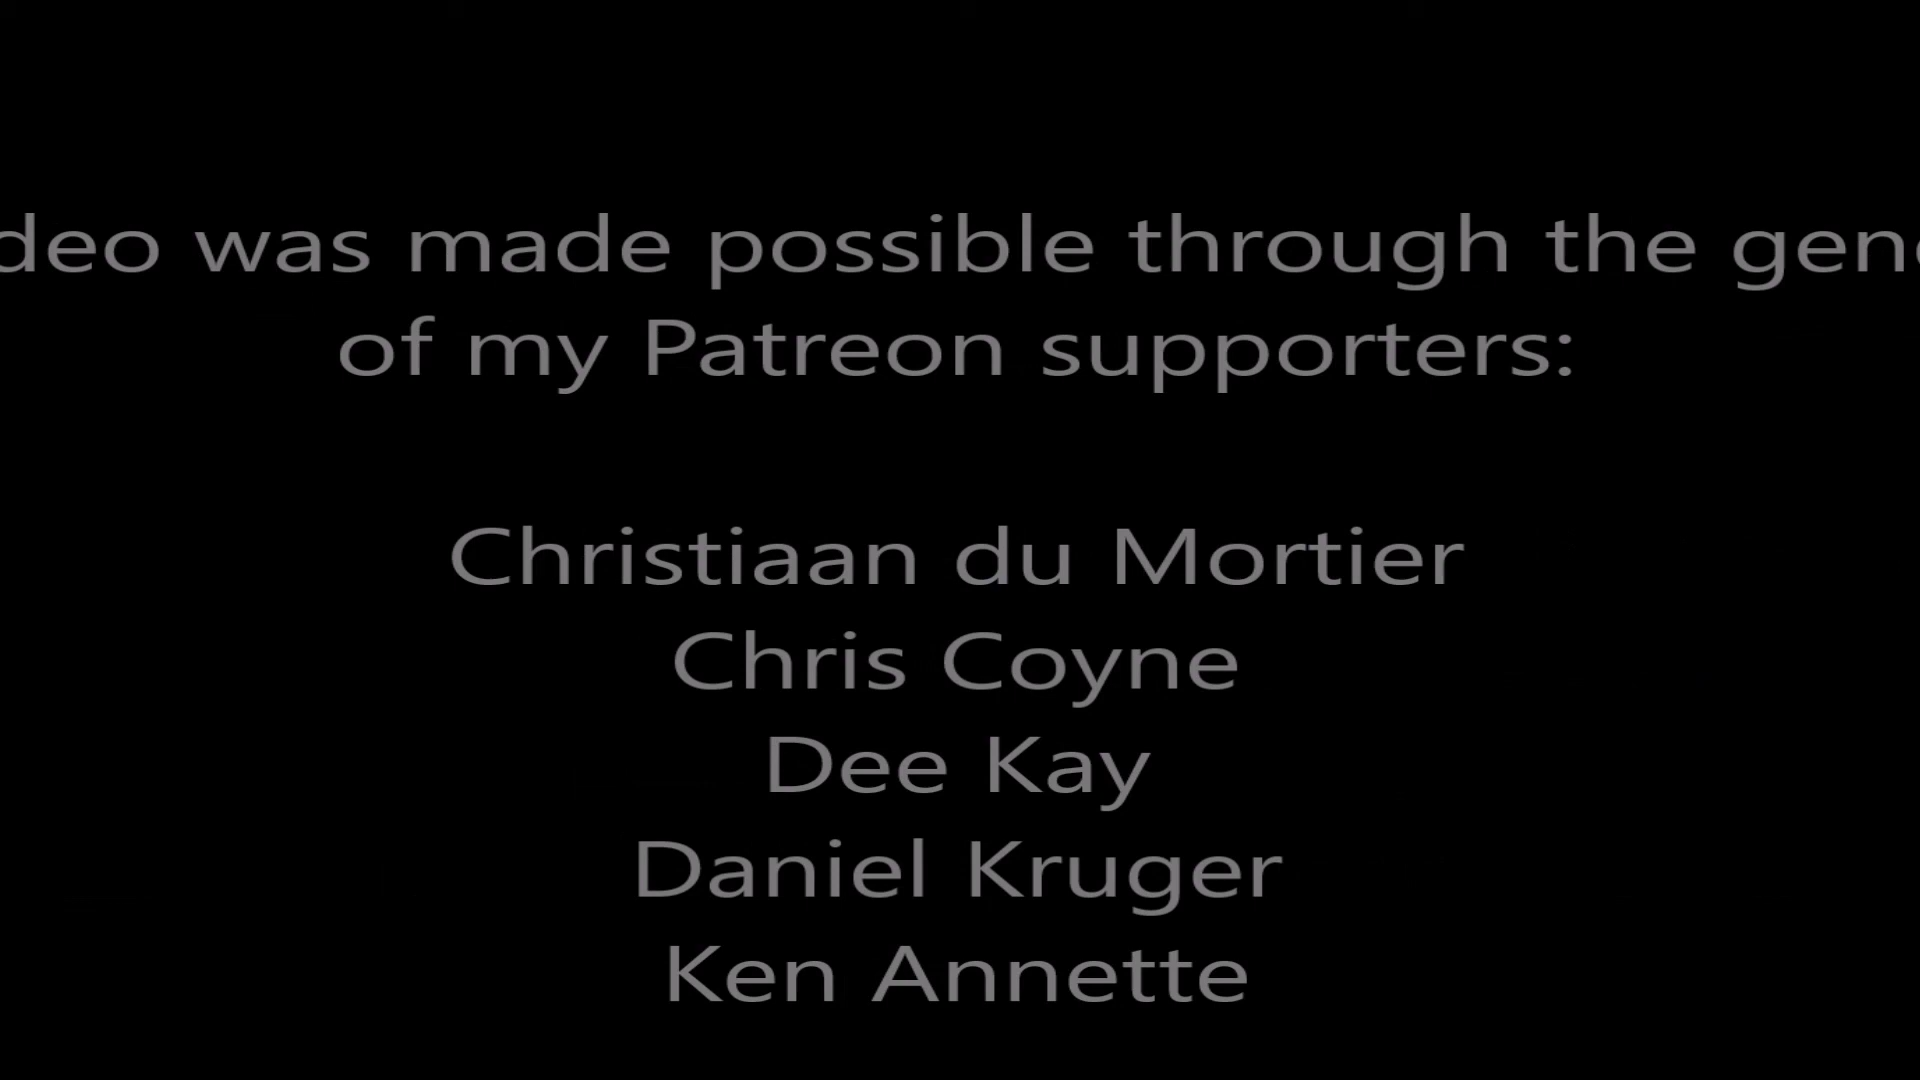 deo was made possible through the gen
of my Patreon supporters:
Christiaan du Mortier
Chris Coyne
Dee Kay
Daniel Kruger
Ken Annette